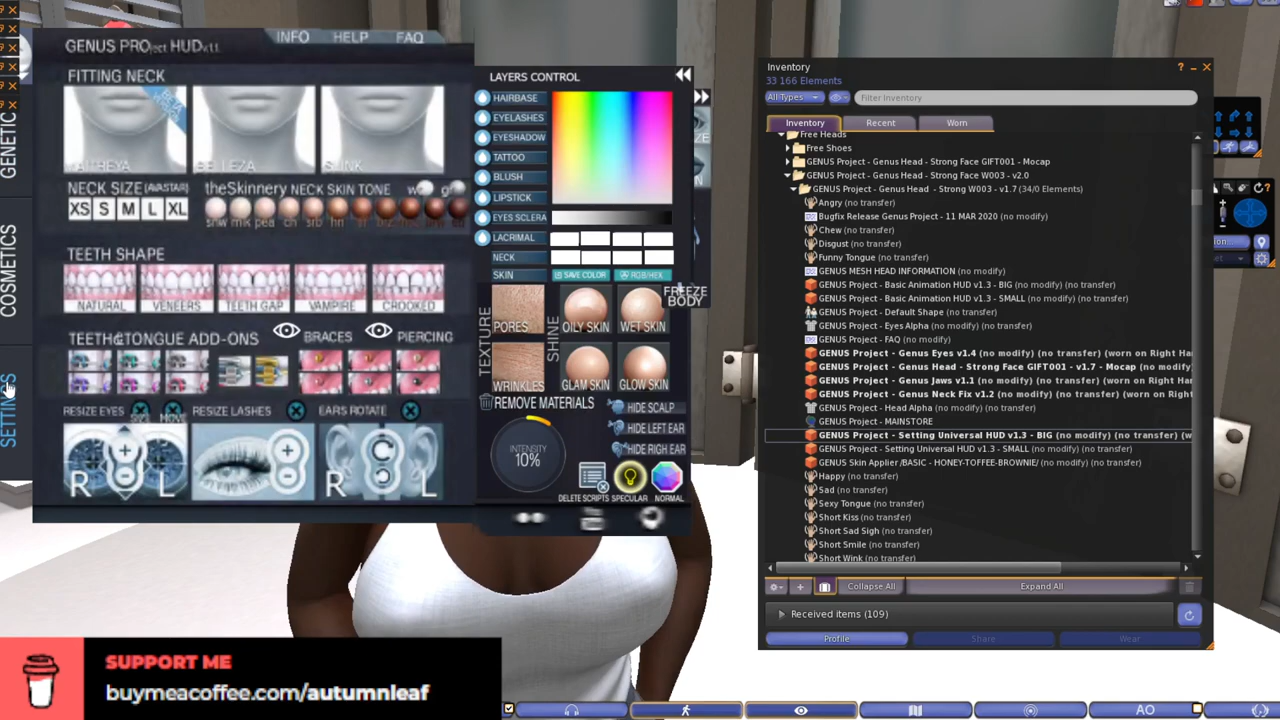 GENETIC
COSMETICS
SETTINGS
GENUS PROject HUD v1.1
INFO
HELP
FAQ
FITTING NECK
NECK SIZE (AVASTAR)
XS S M L XL
theSkinnery NECK SKIN TONE
TEETH SHAPE
NATURAL
VENEERS
TEETH GAP
VAMPIRE
CROOKED
TEETH&TONGUE ADD-ONS
BRACES
PIERCING
RESIZE EYES
RESIZE LASHES
EARS ROTATE
R L
R L
LAYERS CONTROL
HAIRBASE
EYELASHES
EYESHADOW
TATTOO
BLUSH
LIPSTICK
EYES SCLERA
LACRIMAL
NECK
SKIN
SAVE COLOR
RGB/HEX
FREEZE
BODY
TEXTURE
PORES
WRINKLES
SHINE
OILY SKIN
WET SKIN
GLAM SKIN
GLOW SKIN
REMOVE MATERIALS
HIDE SCALP
HIDE LEFT EAR
HIDE RIGH EAR
INTENSITY
10%
DELETE SCRIPTS
SPECULAR
NORMAL
Inventory
33 166 Elements
All Types
Filter Inventory
Inventory
Recent
Worn
Free Heads
Free Shoes
GENUS Project - Genus Head - Strong Face GIFT001 - Mocap
GENUS Project - Genus Head - Strong Face W003 - v2.0
GENUS Project - Genus Head - Strong W003 - v1.7 (34/0 Elements)
Angry (no transfer)
Bugfix Release Genus Project - 11 MAR 2020 (no modify)
Chew (no transfer)
Disgust (no transfer)
Funny Tongue (no transfer)
GENUS MESH HEAD INFORMATION (no modify)
GENUS Project - Basic Animation HUD v1.3 - BIG (no modify) (no transfer)
GENUS Project - Basic Animation HUD v1.3 - SMALL (no modify) (no transfer)
GENUS Project - Default Shape (no transfer)
GENUS Project - Eyes Alpha (no modify) (no transfer)
GENUS Project - FAQ (no modify)
GENUS Project - Genus Eyes v1.4 (no modify) (no transfer) (worn on Right Ha
GENUS Project - Genus Head - Strong Face GIFT001 - v1.7 - Mocap (no modify)
GENUS Project - Genus Jaws v1.1 (no modify) (no transfer) (worn on Right Ha
GENUS Project - Genus Neck Fix v1.2 (no modify) (no transfer) (worn on Right
GENUS Project - Head Alpha (no modify) (no transfer)
GENUS Project - MAINSTORE
GENUS Project - Setting Universal HUD v1.3 - BIG (no modify) (no transfer) (w
GENUS Project - Setting Universal HUD v1.3 - SMALL (no modify) (no transfer)
GENUS Skin Applier /BASIC - HONEY-TOFFEE-BROWNIE/ (no modify) (no transfer)
Happy (no transfer)
Sad (no transfer)
Sexy Tongue (no transfer)
Short Kiss (no transfer)
Short Sad Sigh (no transfer)
Short Smile (no transfer)
Short Wink (no transfer)
Collapse All
Expand All
Received items (109)
Profile
Share
Wear
SUPPORT ME
buymeacoffee.com/autumnleaf
AO